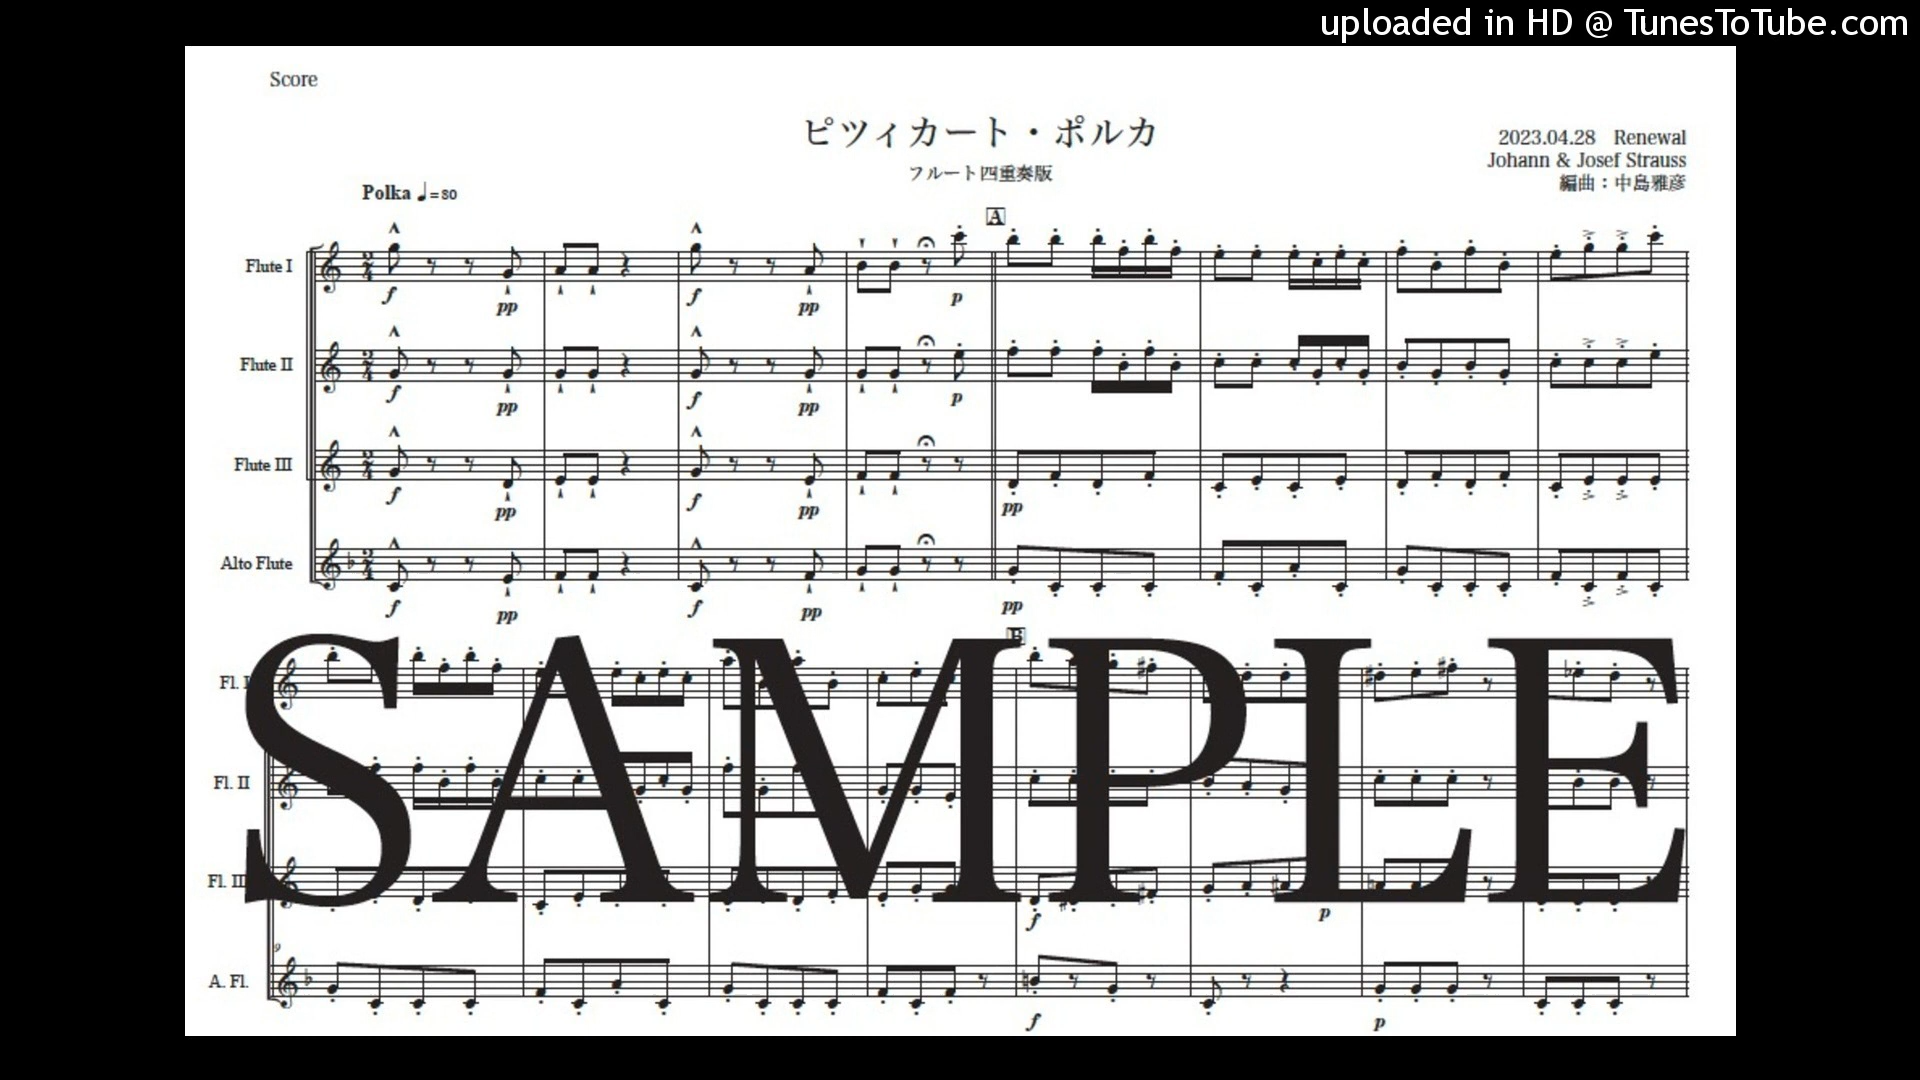 uploaded in HD @ TunesToTube.com
Score
ピツィカート・ポルカ
フルート四重奏版
2023.04.28 Renewal
Johann & Josef Strauss
編曲：中島雅彦
Polka ♩=80
A
Flute I
f pp f pp p
Flute II
f pp f pp p
Flute III
f pp f pp pp
Alto Flute
f pp f pp pp
B
SAMPLE
Fl. I
Fl. II
Fl. III
f p
9
A. Fl.
f p